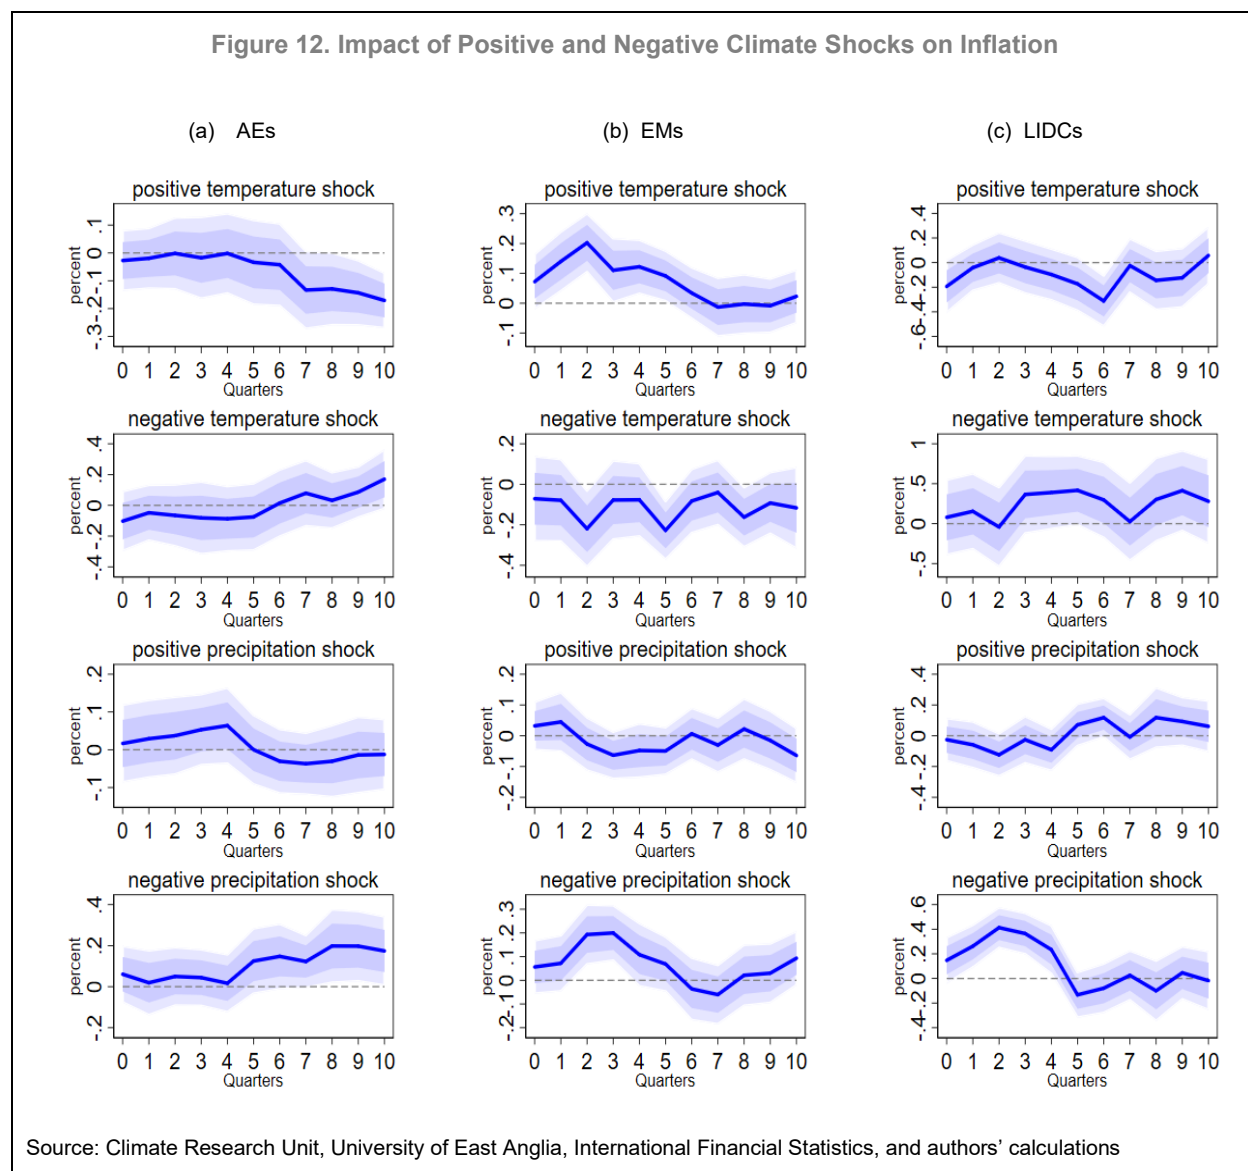 Figure 12. Impact of Positive and Negative Climate Shocks on Inflation
(a) AEs
(b) EMs
(c) LIDCs
positive temperature shock
percent
.1
0
-.1
-.2
-.3
0 1 2 3 4 5 6 7 8 9 10
Quarters
positive temperature shock
percent
.3
.2
.1
0
-.1
0 1 2 3 4 5 6 7 8 9 10
Quarters
positive temperature shock
percent
.4
.2
0
-.2
-.4
-.6
0 1 2 3 4 5 6 7 8 9 10
Quarters
negative temperature shock
percent
.4
.2
0
-.2
-.4
0 1 2 3 4 5 6 7 8 9 10
Quarters
negative temperature shock
percent
.2
0
-.2
-.4
0 1 2 3 4 5 6 7 8 9 10
Quarters
negative temperature shock
percent
1
.5
0
-.5
0 1 2 3 4 5 6 7 8 9 10
Quarters
positive precipitation shock
percent
.2
.1
0
-.1
0 1 2 3 4 5 6 7 8 9 10
Quarters
positive precipitation shock
percent
.2
.1
0
-.1
-.2
0 1 2 3 4 5 6 7 8 9 10
Quarters
positive precipitation shock
percent
.4
.2
0
-.2
-.4
0 1 2 3 4 5 6 7 8 9 10
Quarters
negative precipitation shock
percent
.4
.2
0
-.2
0 1 2 3 4 5 6 7 8 9 10
Quarters
negative precipitation shock
percent
.3
.2
.1
0
-.1
-.2
0 1 2 3 4 5 6 7 8 9 10
Quarters
negative precipitation shock
percent
.6
.4
.2
0
-.2
-.4
0 1 2 3 4 5 6 7 8 9 10
Quarters
Source: Climate Research Unit, University of East Anglia, International Financial Statistics, and authors’ calculations